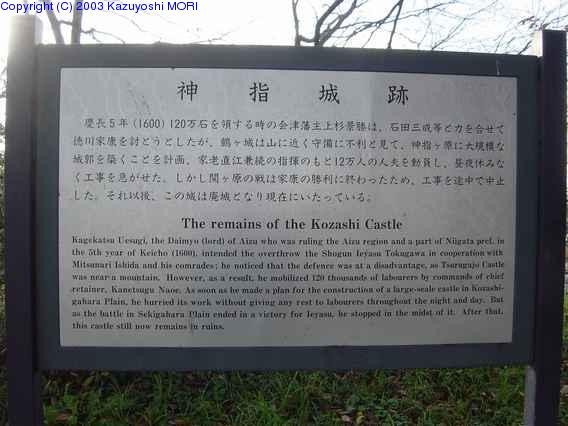 Copyright (C) 2003 Kazuyoshi MORI
神指城跡
慶長5年(1600)120万石を領する時の会津藩主上杉景勝は、石田三成等と力を合せて
徳川家康を討とうとしたが、鶴ヶ城は山に近く守備に不利と見て、神指ヶ原に大規模な
城郭を築くことを計画、家老直江兼続の指揮のもと12万人の人夫を動員し、昼夜休みな
く工事を急がせた。しかし関ヶ原の戦は家康の勝利に終わったため、工事を途中で中止
した。それ以後、この城は廃城となり現在にいたっている。
The remains of the Kozashi Castle
Kagekatsu Uesugi, the Daimyo (lord) of Aizu who was ruling the Aizu region and a part of Niigata pref. in
the 5th year of Keicho (1600), intended the overthrow the Shogun Ieyasu Tokugawa in cooperation with
Mitsunari Ishida and his comrades; he noticed that the defence was at a disadvantage, as Tsurugajo Castle
was near a mountain. However, as a result, he mobilized 120 thousands of labourers by commands of chief
retainer, Kanetsugu Naoe. As soon as he made a plan for the construction of a large-scale castle in Kozashi-
gahara Plain, he hurried its work without giving any rest to labourers throughout the night and day. But
as the battle in Sekigahara Plain ended in a victory for Ieyasu, he stopped in the midst of it. After that,
this castle still now remains in ruins.